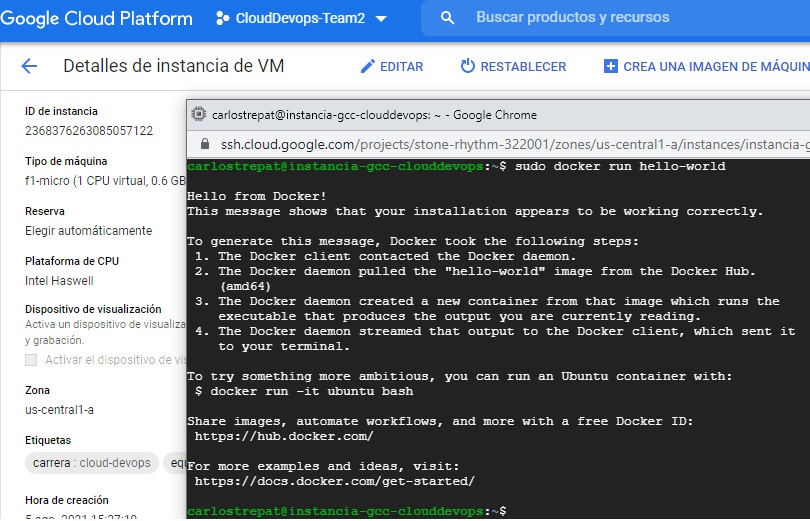 Google Cloud Platform
CloudDevops-Team2
Buscar productos y recursos
Detalles de instancia de VM
EDITAR
RESTABLECER
CREA UNA IMAGEN DE
ID de instancia
2368376263085057122
Tipo de máquina
f1-micro (1 CPU virtual, 0.6 GB
Reserva
Elegir automáticamente
Plataforma de CPU
Intel Haswell
Dispositivo de visualización
Activa un dispositivo de
y grabación.
Activar el dispositivo de
Zona
us-central1-a
Etiquetas
carrera : cloud-devops
Hora de creación
carlostrepat@instancia-gcc-clouddevops: ~ - Google Chrome
ssh.cloud.google.com/projects/stone-rhythm-322001/zones/us-central1-a/instances/instancia-g
carlostrepat@instancia-gcc-clouddevops:~$ sudo docker run hello-world
Hello from Docker!
This message shows that your installation appears to be working correctly.
To generate this message, Docker took the following steps:
1. The Docker client contacted the Docker daemon.
2. The Docker daemon pulled the "hello-world" image from the Docker Hub.
(amd64)
3. The Docker daemon created a new container from that image which runs the
executable that produces the output you are currently reading.
4. The Docker daemon streamed that output to the Docker client, which sent it
to your terminal.
To try something more ambitious, you can run an Ubuntu container with:
$ docker run -it ubuntu bash
Share images, automate workflows, and more with a free Docker ID:
https://hub.docker.com/
For more examples and ideas, visit:
https://docs.docker.com/get-started/
carlostrepat@instancia-gcc-clouddevops:~$